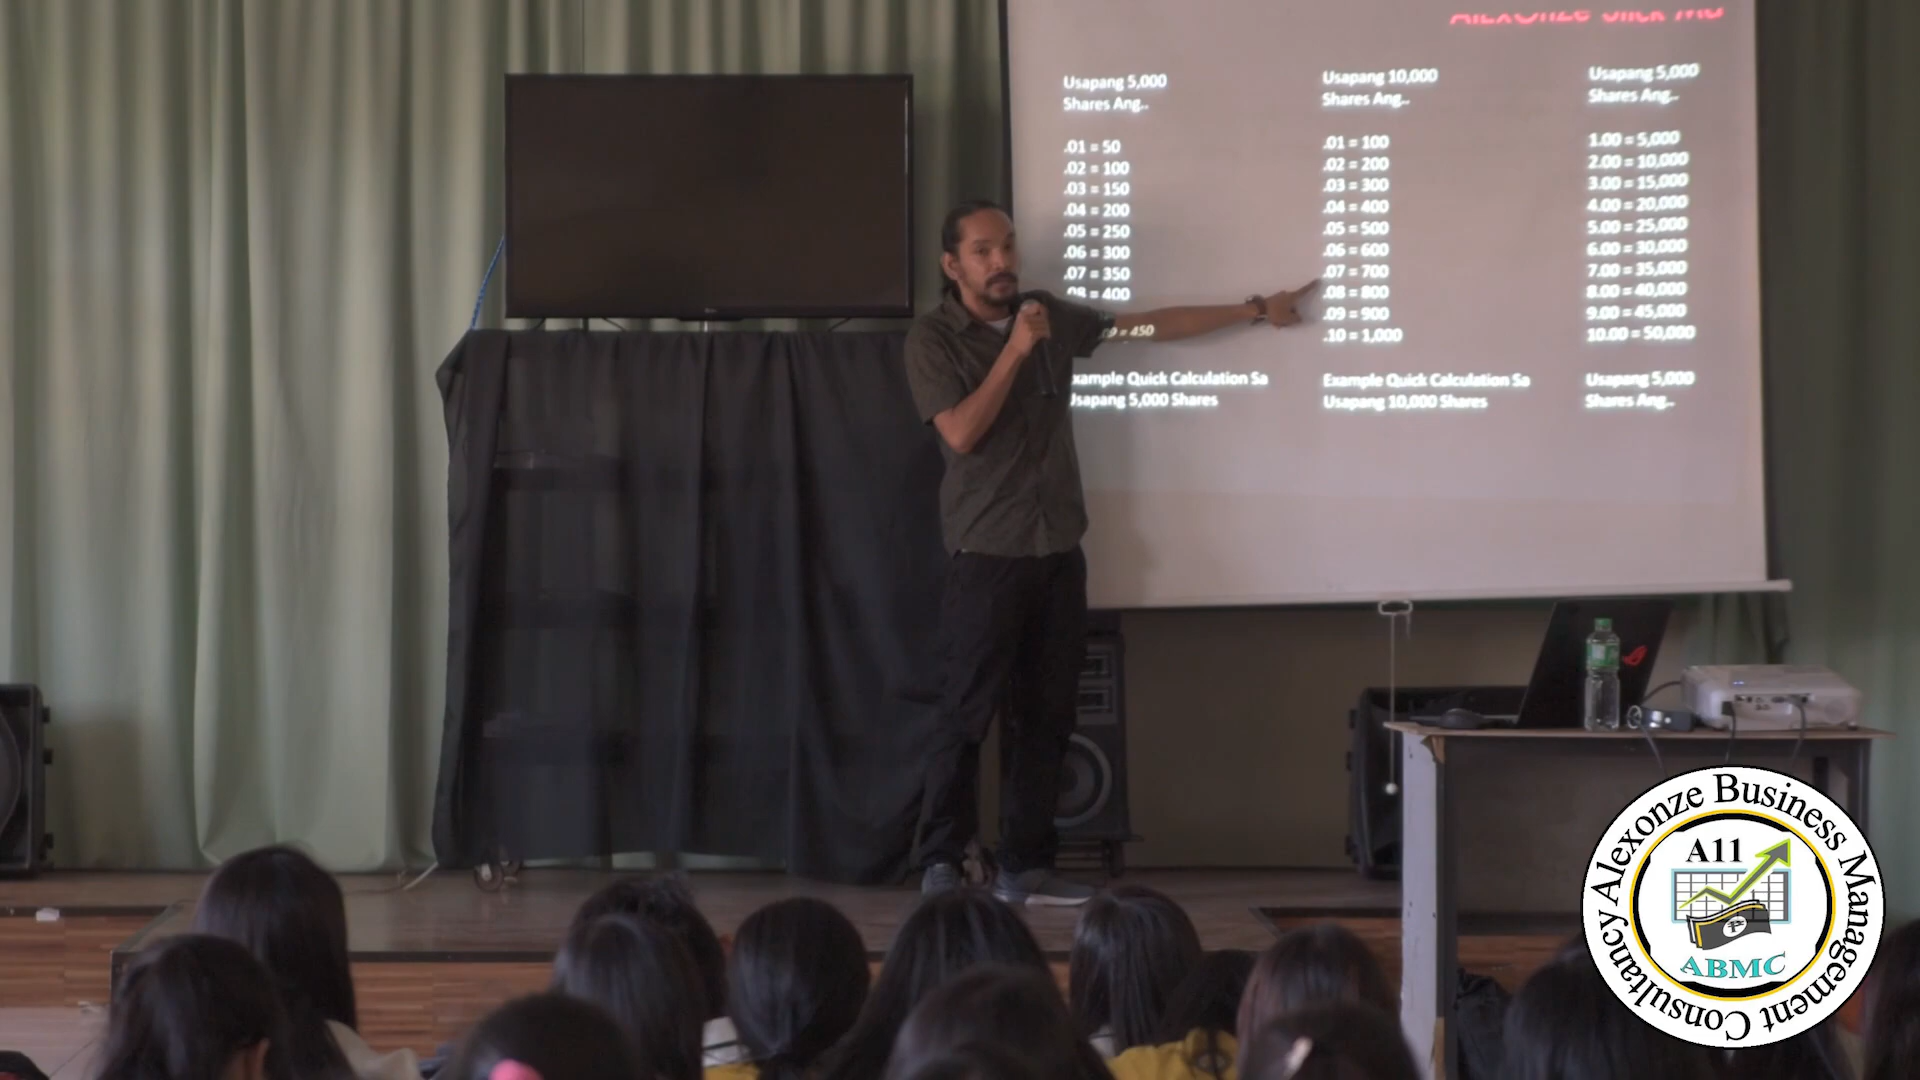 Usapang 5,000
Shares Ang..
.01 = 50
.02 = 100
.03 = 150
.04 = 200
.05 = 250
.06 = 300
.07 = 350
.08 = 400
= 450
Example Quick Calculation Sa
Usapang 5,000 Shares
Usapang 10,000
Shares Ang..
.01 = 100
.02 = 200
.03 = 300
.04 = 400
.05 = 500
.06 = 600
.07 = 700
.08 = 800
.09 = 900
.10 = 1,000
Example Quick Calculation Sa
Usapang 10,000 Shares
Usapang 5,000
Shares Ang..
1.00 = 5,000
2.00 = 10,000
3.00 = 15,000
4.00 = 20,000
5.00 = 25,000
6.00 = 30,000
7.00 = 35,000
8.00 = 40,000
9.00 = 45,000
10.00 = 50,000
Usapang 5,000
Shares Ang..
Alexonze Business Management Consultancy
A11
ABMC